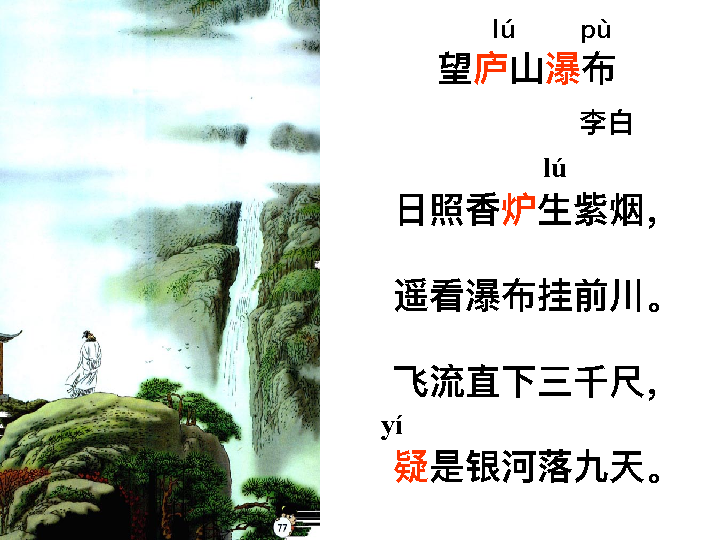 lú pù
望庐山瀑布
李白
lú
日照香炉生紫烟，
遥看瀑布挂前川。
飞流直下三千尺，
yí
疑是银河落九天。
77